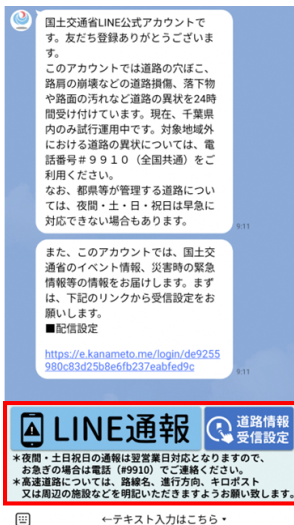 国土交通省LINE公式アカウントで
す。友だち登録ありがとうございま
す。
このアカウントでは道路の穴ぼこ、
路肩の崩壊などの道路損傷、落下物
や路面の汚れなど道路の異状を24時
間受け付けています。現在、千葉県
内のみ試行運用中です。対象地域外
における道路の異状については、電
話番号＃９９１０（全国共通）をご
利用ください。
なお、都県等が管理する道路につい
ては、夜間・土・日・祝日は早急に
対応できない場合もあります。
9:11
また、このアカウントでは、国土交
通省のイベント情報、災害時の緊急
情報等の情報をお届けします。まず
は、下記のリンクから受信設定をお
願いします。
■配信設定
https://e.kanameto.me/login/de9255
980c83d25b8e6fb237eabfed9c
9:11
LINE通報
道路情報
受信設定
＊夜間・土日祝日の通報は翌営業日対応となりますので、
お急ぎの場合は電話（#9910）でご連絡ください。
＊高速道路については、路線名、進行方向、キロポスト
又は周辺の施設などを明記いただきますようお願い致します。
←テキスト入力はこちら▼